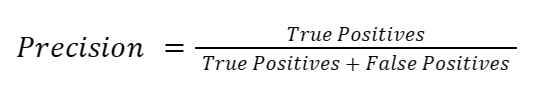 True Positives
Precision =
True Positives + False Positives